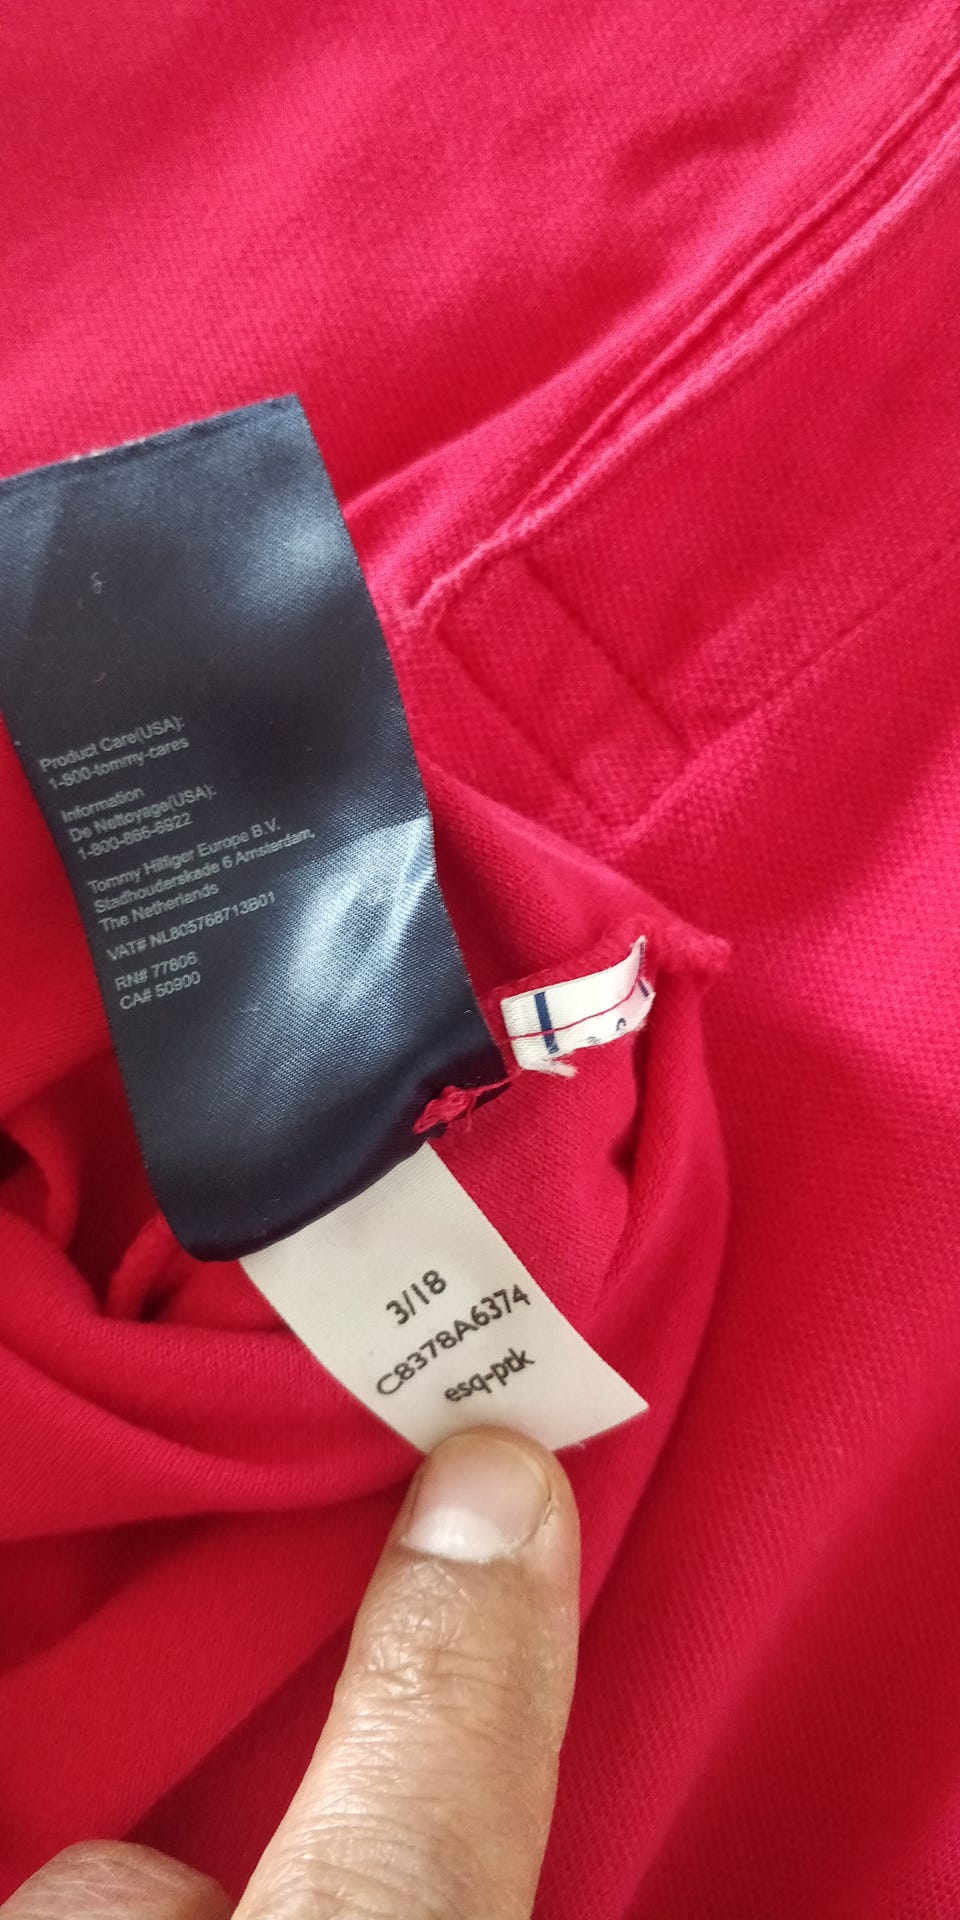 Product Care(USA):
1-800-tommy-cares
Information
De Nettoyage(USA):
1-800-866-6922
Tommy Hilfiger Europe B.V.
Stadhouderskade 6 Amsterdam,
The Netherlands
VAT# NL805768713B01
RN# 77806
CA# 50900
3/18
C8378A6374
esq-ptk